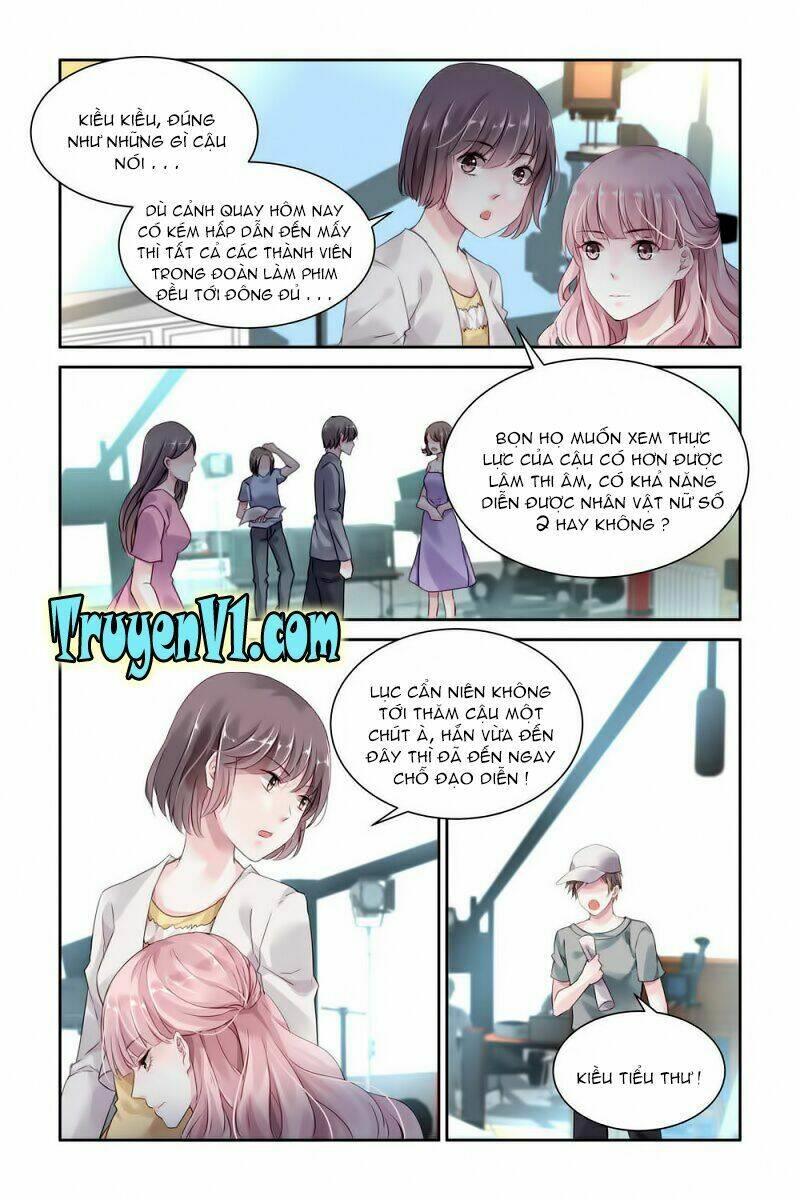 KIỀU KIỀU, ĐÚNG
NHƯ NHỮNG GÌ CẬU
NÓI . . .
DÙ CẢNH QUAY HÔM NAY
CÓ KÉM HẤP DẪN ĐẾN MẤY
THÌ TẤT CẢ CÁC THÀNH VIÊN
TRONG ĐOÀN LÀM PHIM
ĐỀU TỚI ĐÔNG ĐỦ . . .
BỌN HỌ MUỐN XEM THỰC
LỰC CỦA CẬU CÓ HƠN ĐƯỢC
LÂM THI ÂM, CÓ KHẢ NĂNG
DIỄN ĐƯỢC NHÂN VẬT NỮ SỐ
2 HAY KHÔNG ?
TruyenV1.com
LỤC CẨN NIÊN KHÔNG
TỚI THĂM CẬU MỘT
CHÚT À, HẮN VỪA ĐẾN
ĐÂY THÌ ĐÃ ĐẾN NGAY
CHỖ ĐẠO DIỄN !
KIỀU TIỂU THƯ !